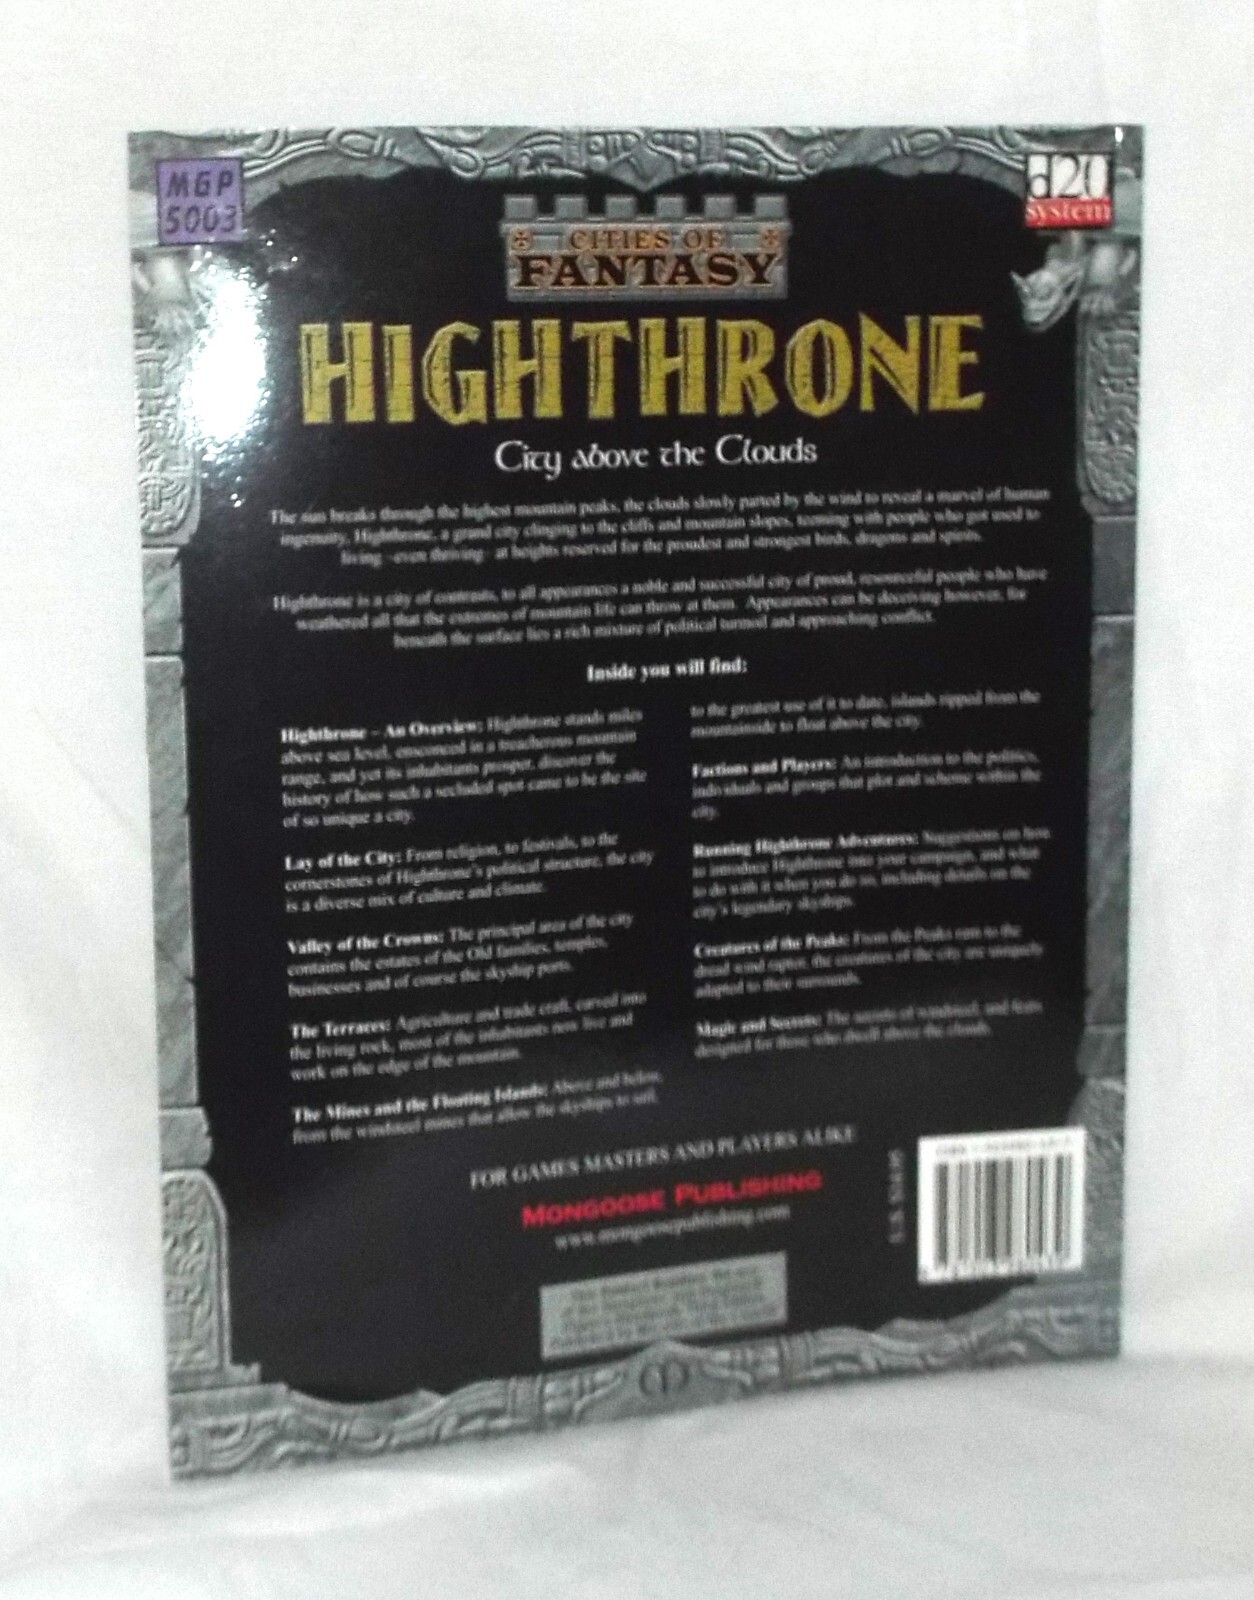 MGP
5003
d20
system
CITIES OF
FANTASY
HIGHTHRONE
City above the Clouds
The sun breaks through the highest mountain peaks, the clouds slowly parted by the wind to reveal a marvel of human
ingenuity, Highthrone, a grand city clinging to the cliffs and mountain slopes, teeming with people who got used to
living -even thriving- at heights reserved for the proudest and strongest birds, dragons and spirits.
Highthrone is a city of contrasts, to all appearances a noble and successful city of proud, resourceful people who have
weathered all that the extremes of mountain life can throw at them. Appearances can be deceiving however, for
beneath the surface lies a rich mixture of political turmoil and approaching conflict.
Inside you will find:
Highthrone – An Overview: Highthrone stands miles
above sea level, ensconced in a treacherous mountain
range, and yet its inhabitants prosper, discover the
history of how such a secluded spot came to be the site
of so unique a city.
Lay of the City: From religion, to festivals, to the
cornerstones of Highthrone's political structure, the city
is a diverse mix of culture and climate.
Valley of the Crowns: The principal area of the city
contains the estates of the Old families, temples,
businesses and of course the skyship ports.
The Terraces: Agriculture and trade craft, carved into
the living rock, most of the inhabitants now live and
work on the edge of the mountain.
The Mines and the Floating Islands: Above and below,
from the windsteel mines that allow the skyships to sail,
to the greatest use of it to date, islands ripped from the
mountainside to float above the city.
Factions and Players: An introduction to the politics,
individuals and groups that plot and scheme within the
city.
Running Highthrone Adventures: Suggestions on how
to introduce Highthrone into your campaign, and what
to do with it when you do so, including details on the
city's legendary skyships.
Creatures of the Peaks: From the Peaks ram to the
dread wind raptor, the creatures of the city are uniquely
adapted to their surrounds.
Magic and Secrets: The secrets of windsteel, and feats
designed for those who dwell above the clouds.
FOR GAMES MASTERS AND PLAYERS ALIKE
MONGOOSE PUBLISHING
www.mongoosepublishing.com